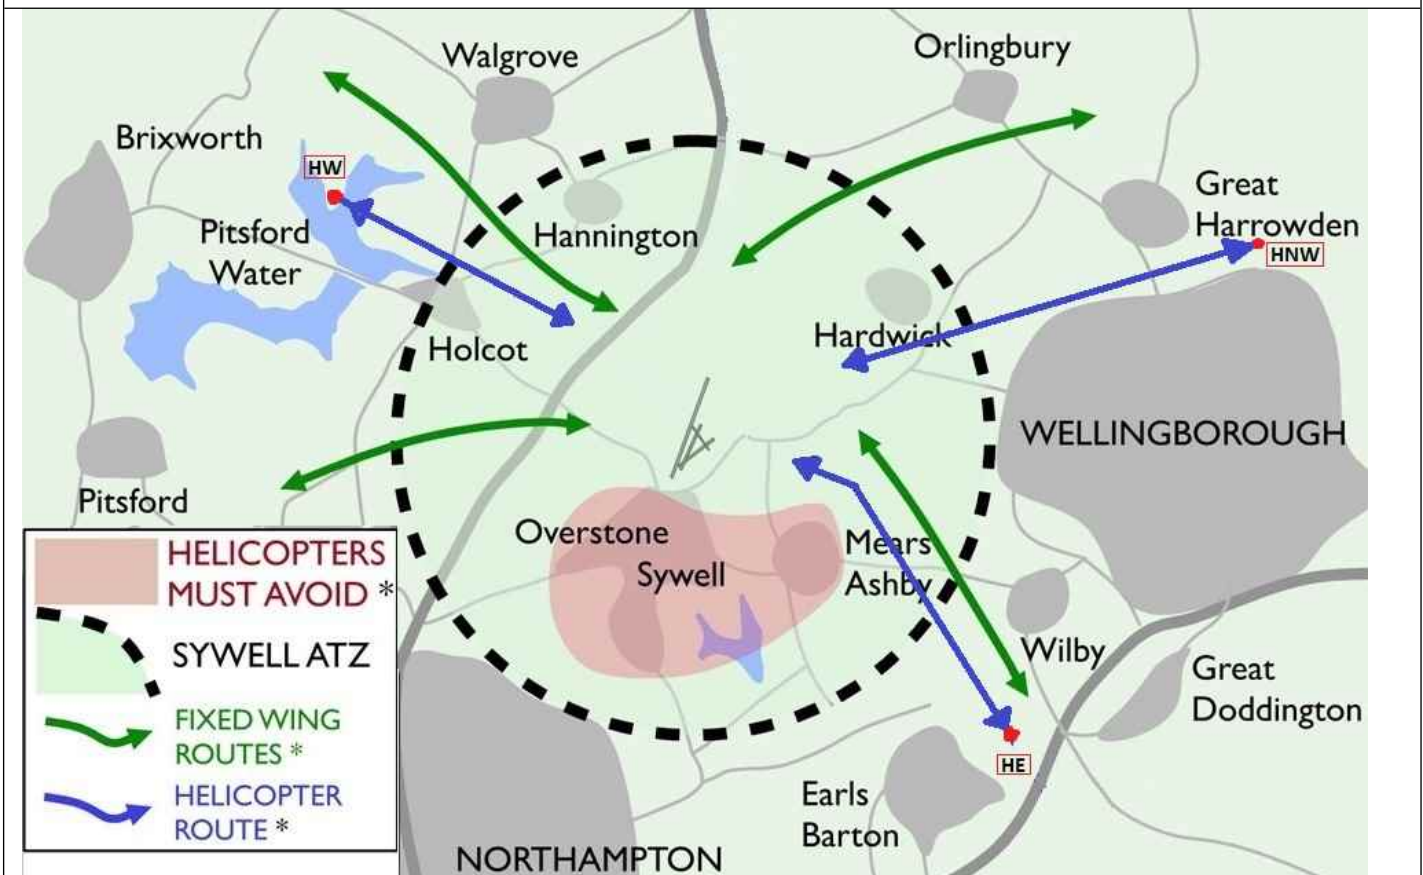 Walgrove
Orlingbury
Brixworth
HW
Great
Harrowden
HNW
Pitsford
Water
Hannington
Hardwick
Holcot
WELLINGBOROUGH
Pitsford
Overstone
Sywell
Mears
Ashby
Wilby
Great
Doddington
HE
Earls
Barton
NORTHAMPTON
HELICOPTERS
MUST AVOID *
SYWELL ATZ
FIXED WING
ROUTES *
HELICOPTER
ROUTE *